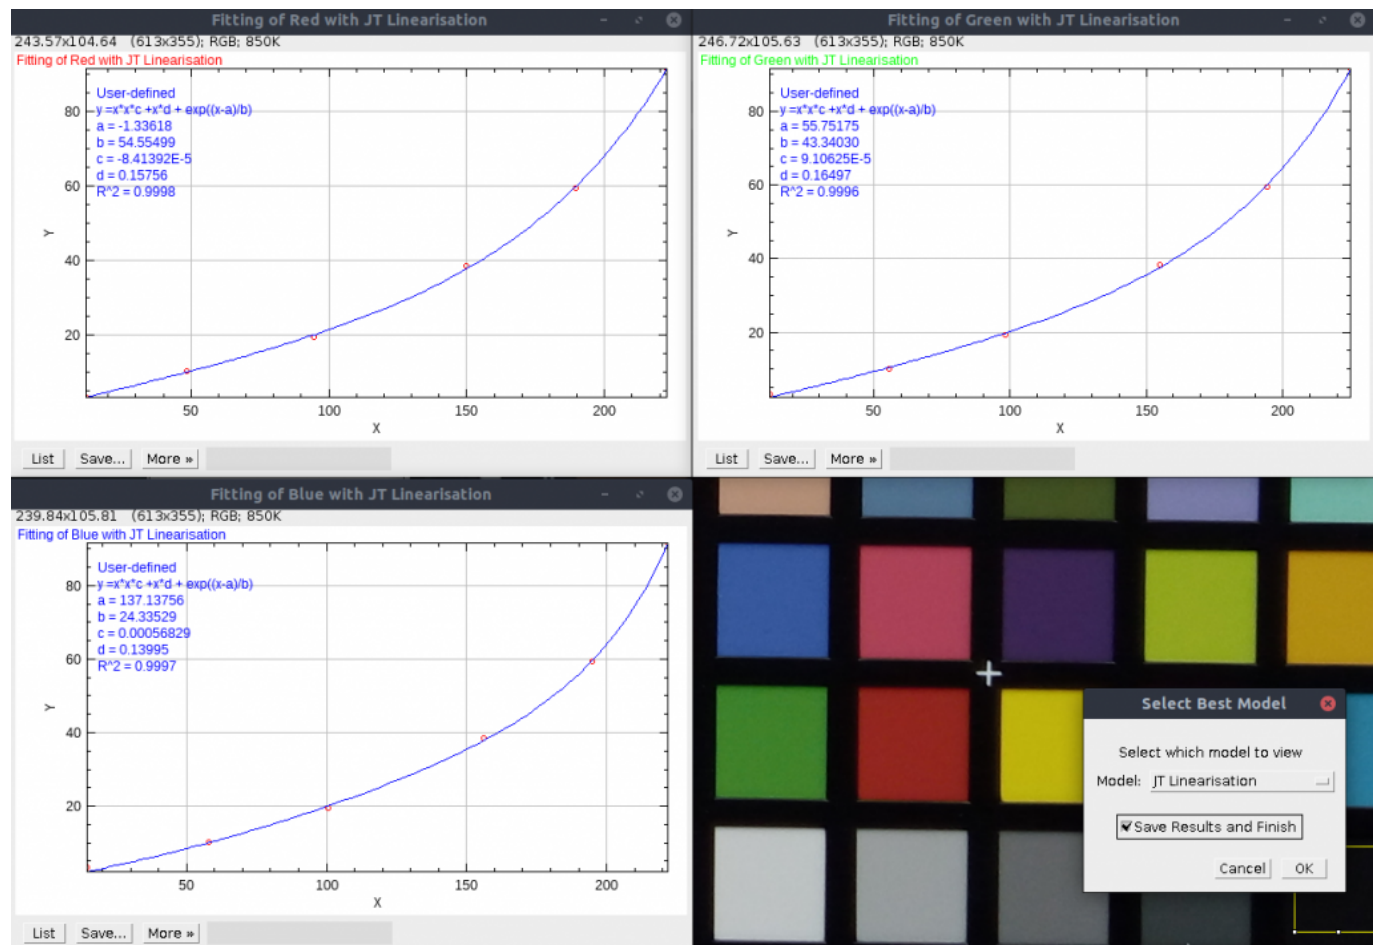 Fitting of Red with JT Linearisation
243.57x104.64 (613x355); RGB; 850K
Fitting of Red with JT Linearisation
User-defined
y =x*x*c +x*d + exp((x-a)/b)
a = -1.33618
b = 54.55499
c = -8.41392E-5
d = 0.15756
R^2 = 0.9998
80
60
40
20
Y
50 100 150 200
X
List Save... More »
Fitting of Green with JT Linearisation
246.72x105.63 (613x355); RGB; 850K
Fitting of Green with JT Linearisation
User-defined
y =x*x*c +x*d + exp((x-a)/b)
a = 55.75175
b = 43.34030
c = 9.10625E-5
d = 0.16497
R^2 = 0.9996
80
60
40
20
Y
50 100 150 200
X
List Save... More »
Fitting of Blue with JT Linearisation
239.84x105.81 (613x355); RGB; 850K
Fitting of Blue with JT Linearisation
User-defined
y =x*x*c +x*d + exp((x-a)/b)
a = 137.13756
b = 24.33529
c = 0.00056829
d = 0.13995
R^2 = 0.9997
80
60
40
20
Y
50 100 150 200
X
List Save... More »
Select Best Model
Select which model to view
Model: JT Linearisation
Save Results and Finish
Cancel OK